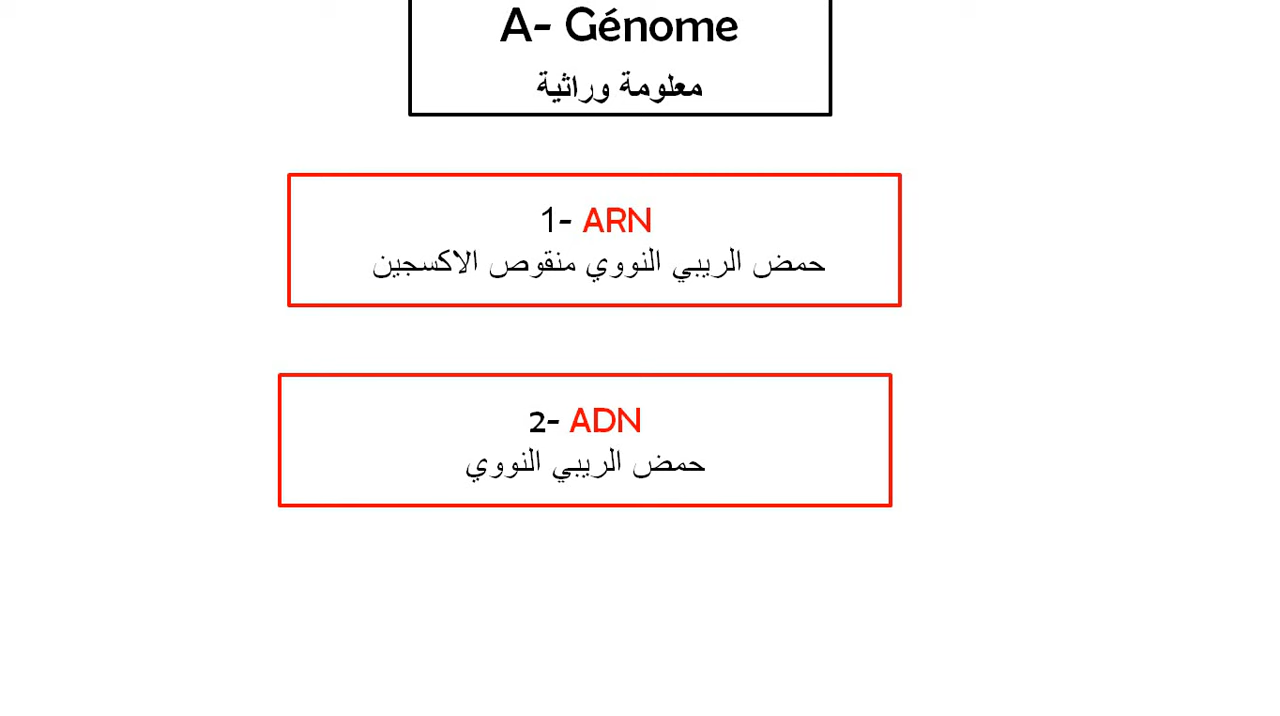 A- Génome
معلومة وراثية
1- ARN
حمض الريبي النووي منقوص الاكسجين
2- ADN
حمض الريبي النووي